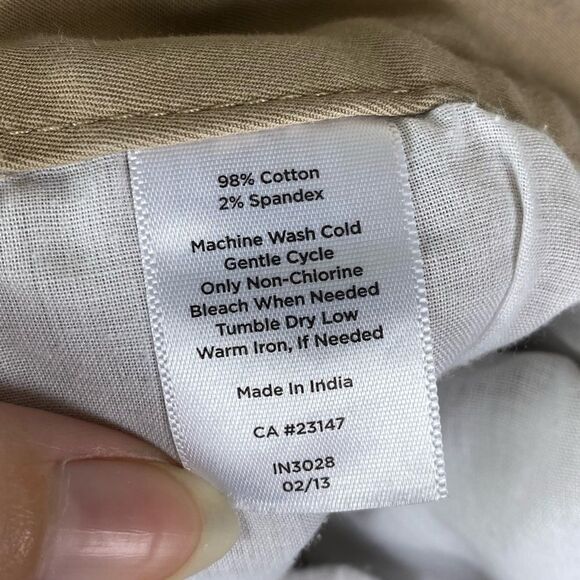 98% Cotton
2% Spandex
Machine Wash Cold
Gentle Cycle
Only Non-Chlorine
Bleach When Needed
Tumble Dry Low
Warm Iron, If Needed
Made In India
CA #23147
IN3028
02/13